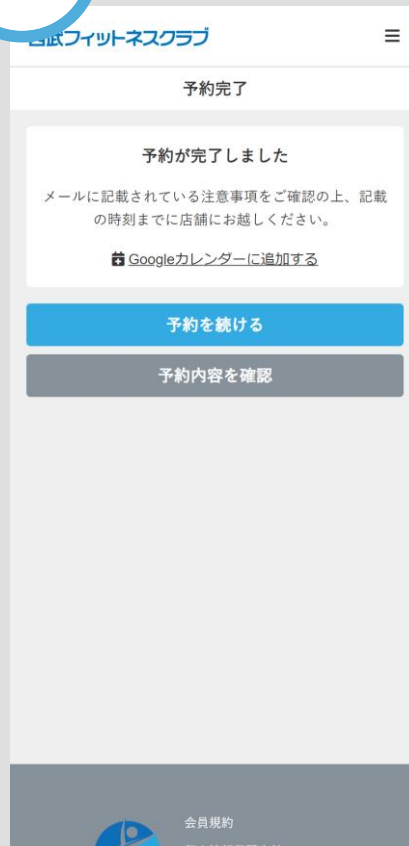 西武フィットネスクラブ
予約完了
予約が完了しました
メールに記載されている注意事項をご確認の上、記載
の時刻までに店舗にお越しください。
Googleカレンダーに追加する
予約を続ける
予約内容を確認
会員規約